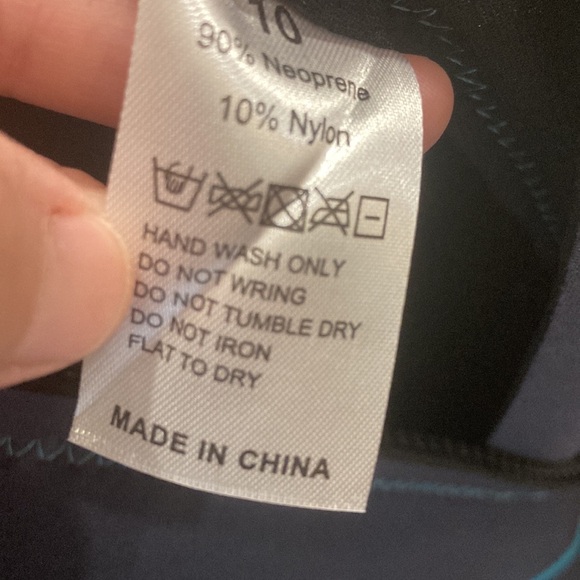 10
90% Neoprene
10% Nylon
HAND WASH ONLY
DO NOT WRING
DO NOT TUMBLE DRY
DO NOT IRON
FLAT TO DRY
MADE IN CHINA